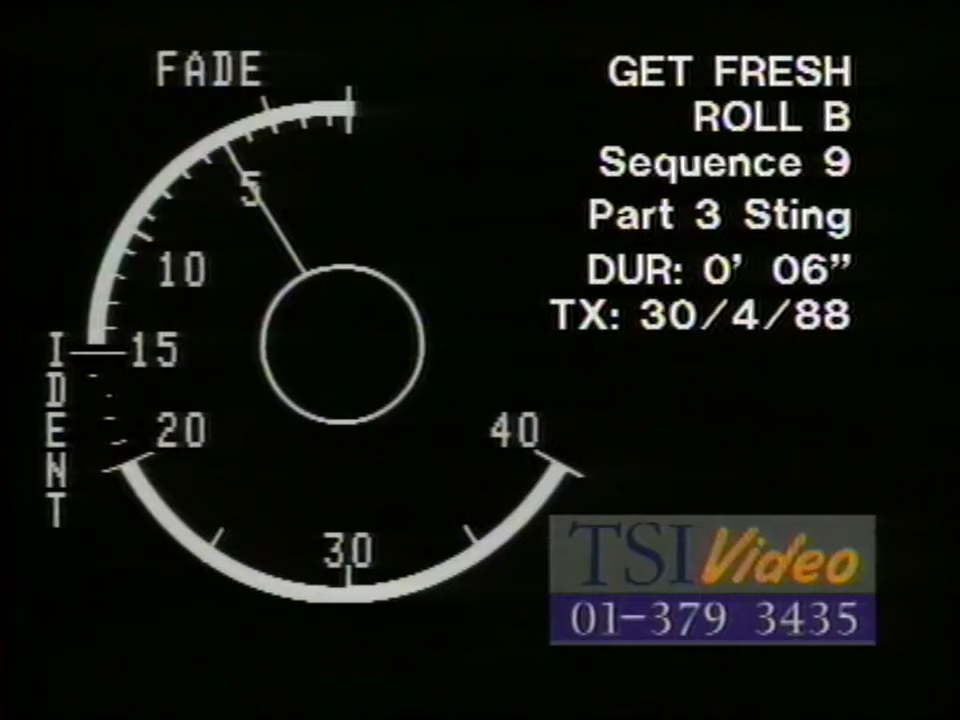 FADE
GET FRESH
ROLL B
Sequence 9
Part 3 Sting
DUR: 0’ 06”
TX: 30/4/88
5
10
15
20
30
40
IDENT
TSI Video
01–379 3435